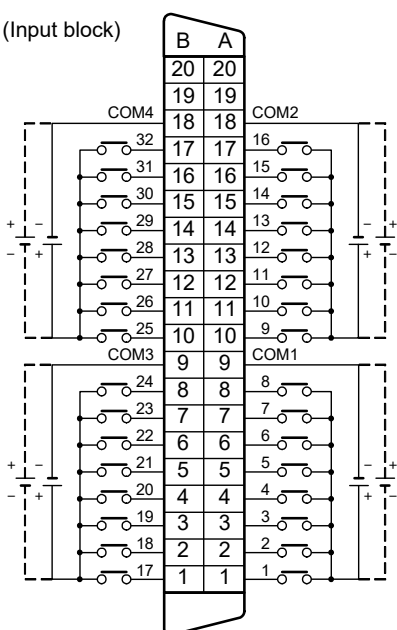 (Input block)
B A
20 20
19 19
COM4 18 18 COM2
32 17 17 16
31 16 16 15
30 15 15 14
29 14 14 13
+ − − +
− + + −
28 13 13 12
27 12 12 11
26 11 11 10
25 10 10 9
COM3 9 9 COM1
24 8 8 8
23 7 7 7
22 6 6 6
21 5 5 5
+ − − +
− + + −
20 4 4 4
19 3 3 3
18 2 2 2
17 1 1 1